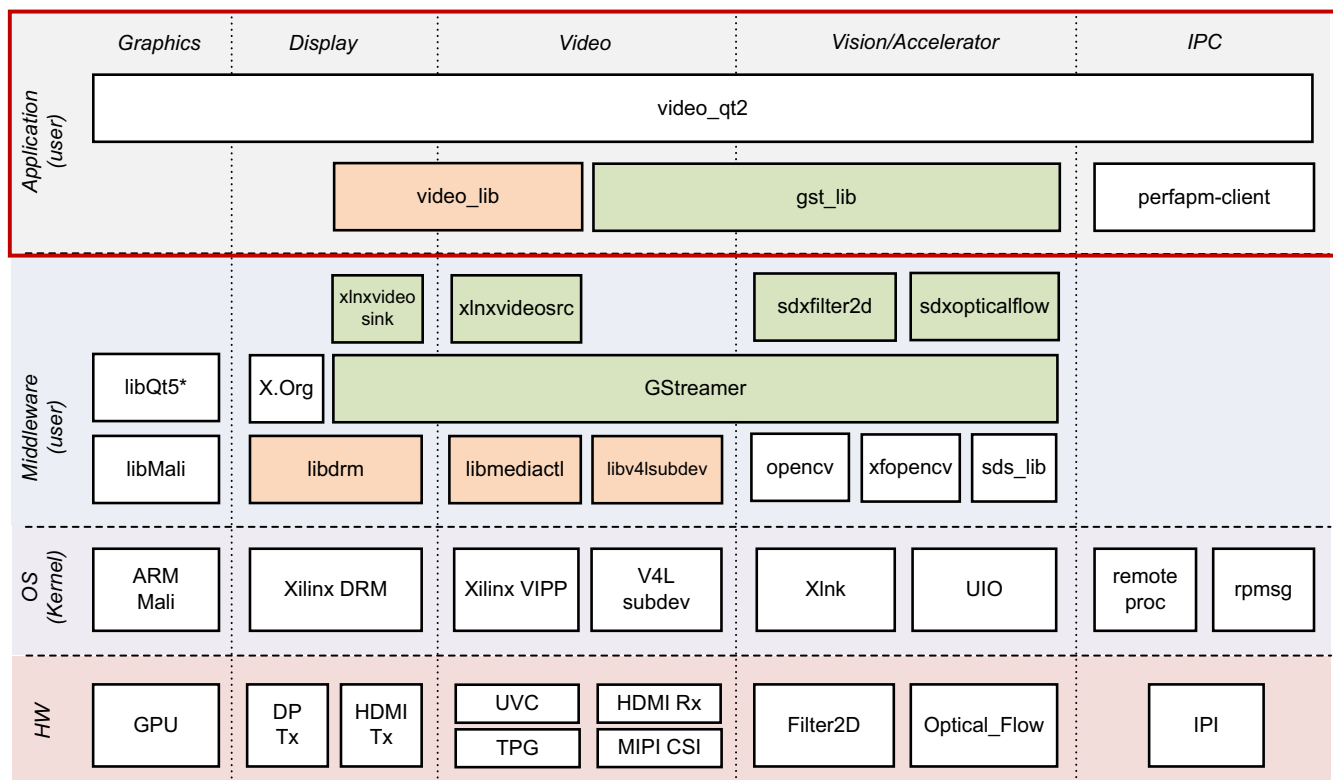 Graphics
Display
Video
Vision/Accelerator
IPC
Application
(user)
video_qt2
video_lib
gst_lib
perfapm-client
Middleware
(user)
xlnxvideo
sink
xlnxvideosrc
sdxfilter2d
sdxopticalflow
libQt5*
X.Org
GStreamer
libMali
libdrm
libmediactl
libv4lsubdev
opencv
xfopencv
sds_lib
OS
(Kernel)
ARM
Mali
Xilinx DRM
Xilinx VIPP
V4L
subdev
Xlnk
UIO
remote
proc
rpmsg
HW
GPU
DP
Tx
HDMI
Tx
UVC
HDMI Rx
TPG
MIPI CSI
Filter2D
Optical_Flow
IPI